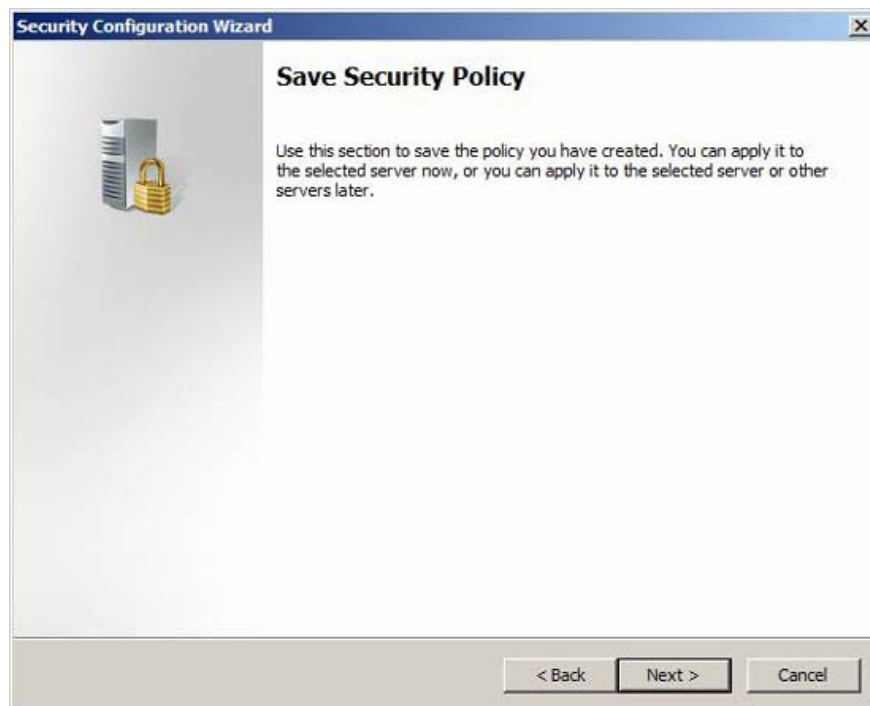 Security Configuration Wizard
Save Security Policy
Use this section to save the policy you have created. You can apply it to
the selected server now, or you can apply it to the selected server or other
servers later.
< Back
Next >
Cancel